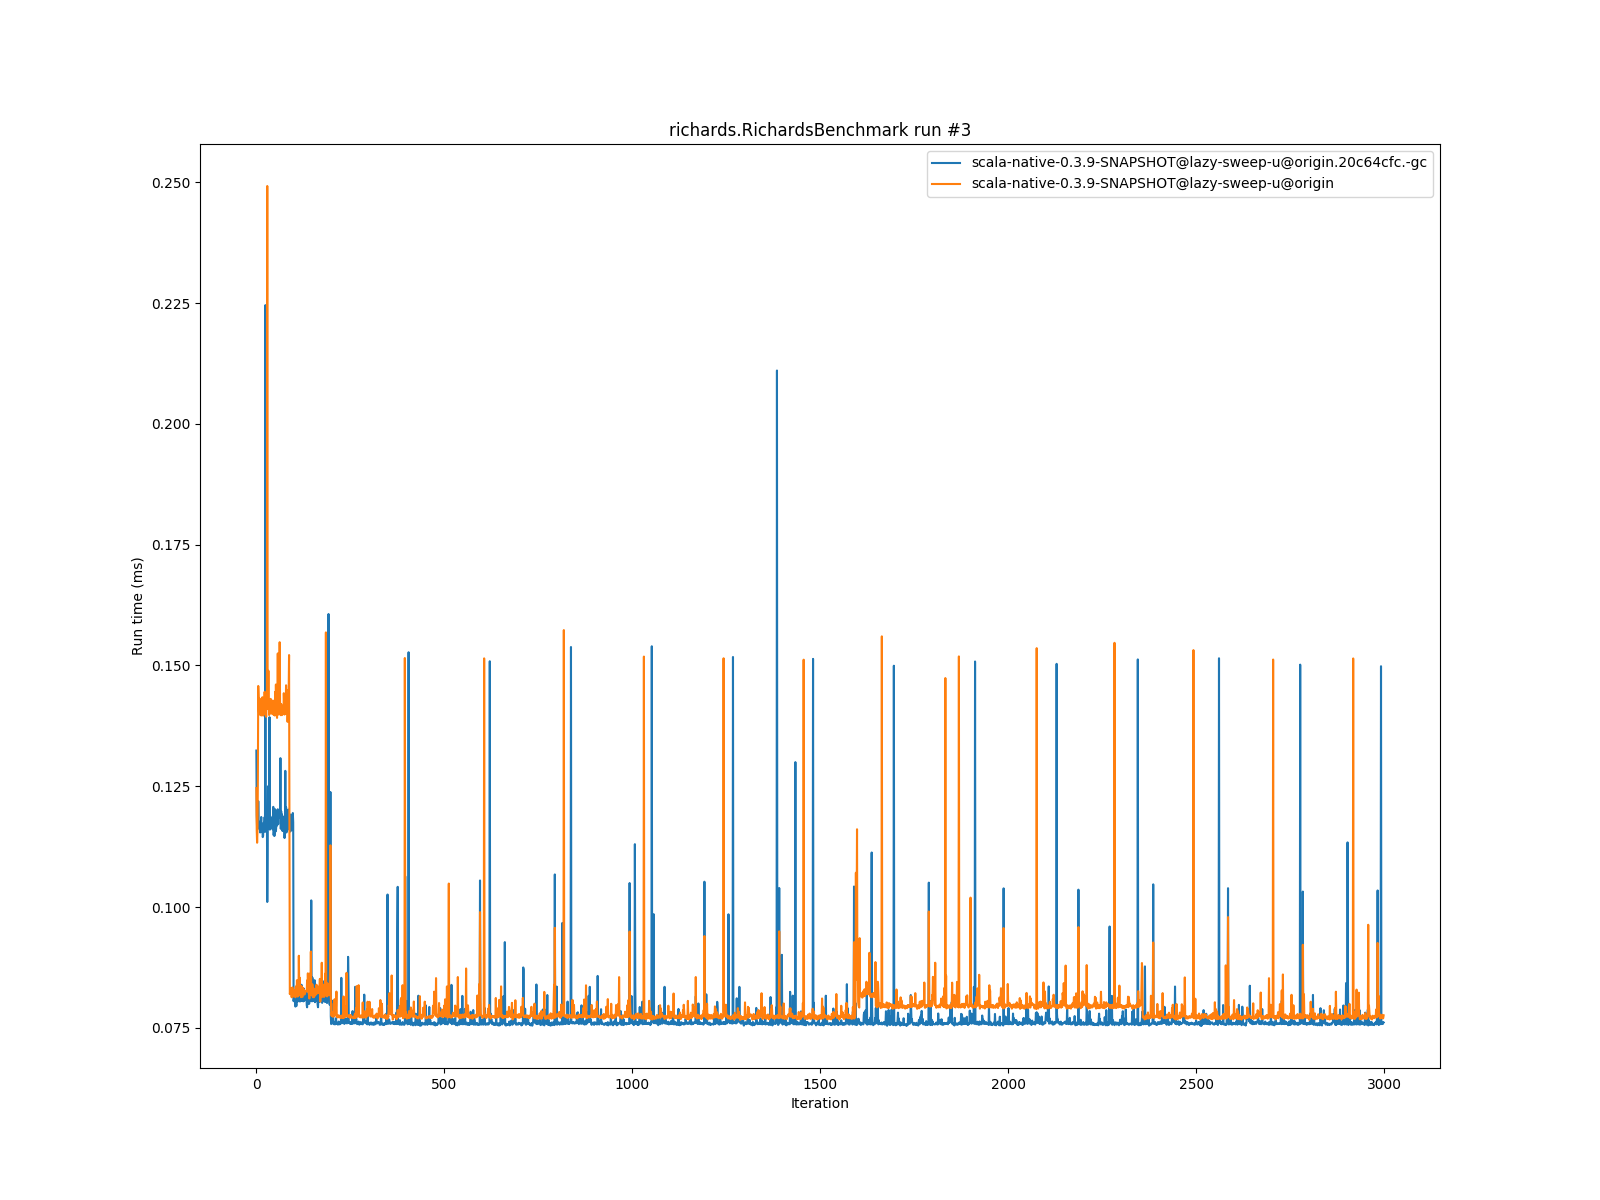 richards.RichardsBenchmark run #3
scala-native-0.3.9-SNAPSHOT@lazy-sweep-u@origin.20c64cfc.-gc
scala-native-0.3.9-SNAPSHOT@lazy-sweep-u@origin
0.250
0.225
0.200
0.175
0.150
0.125
0.100
0.075
Run time (ms)
0 500 1000 1500 2000 2500 3000
Iteration